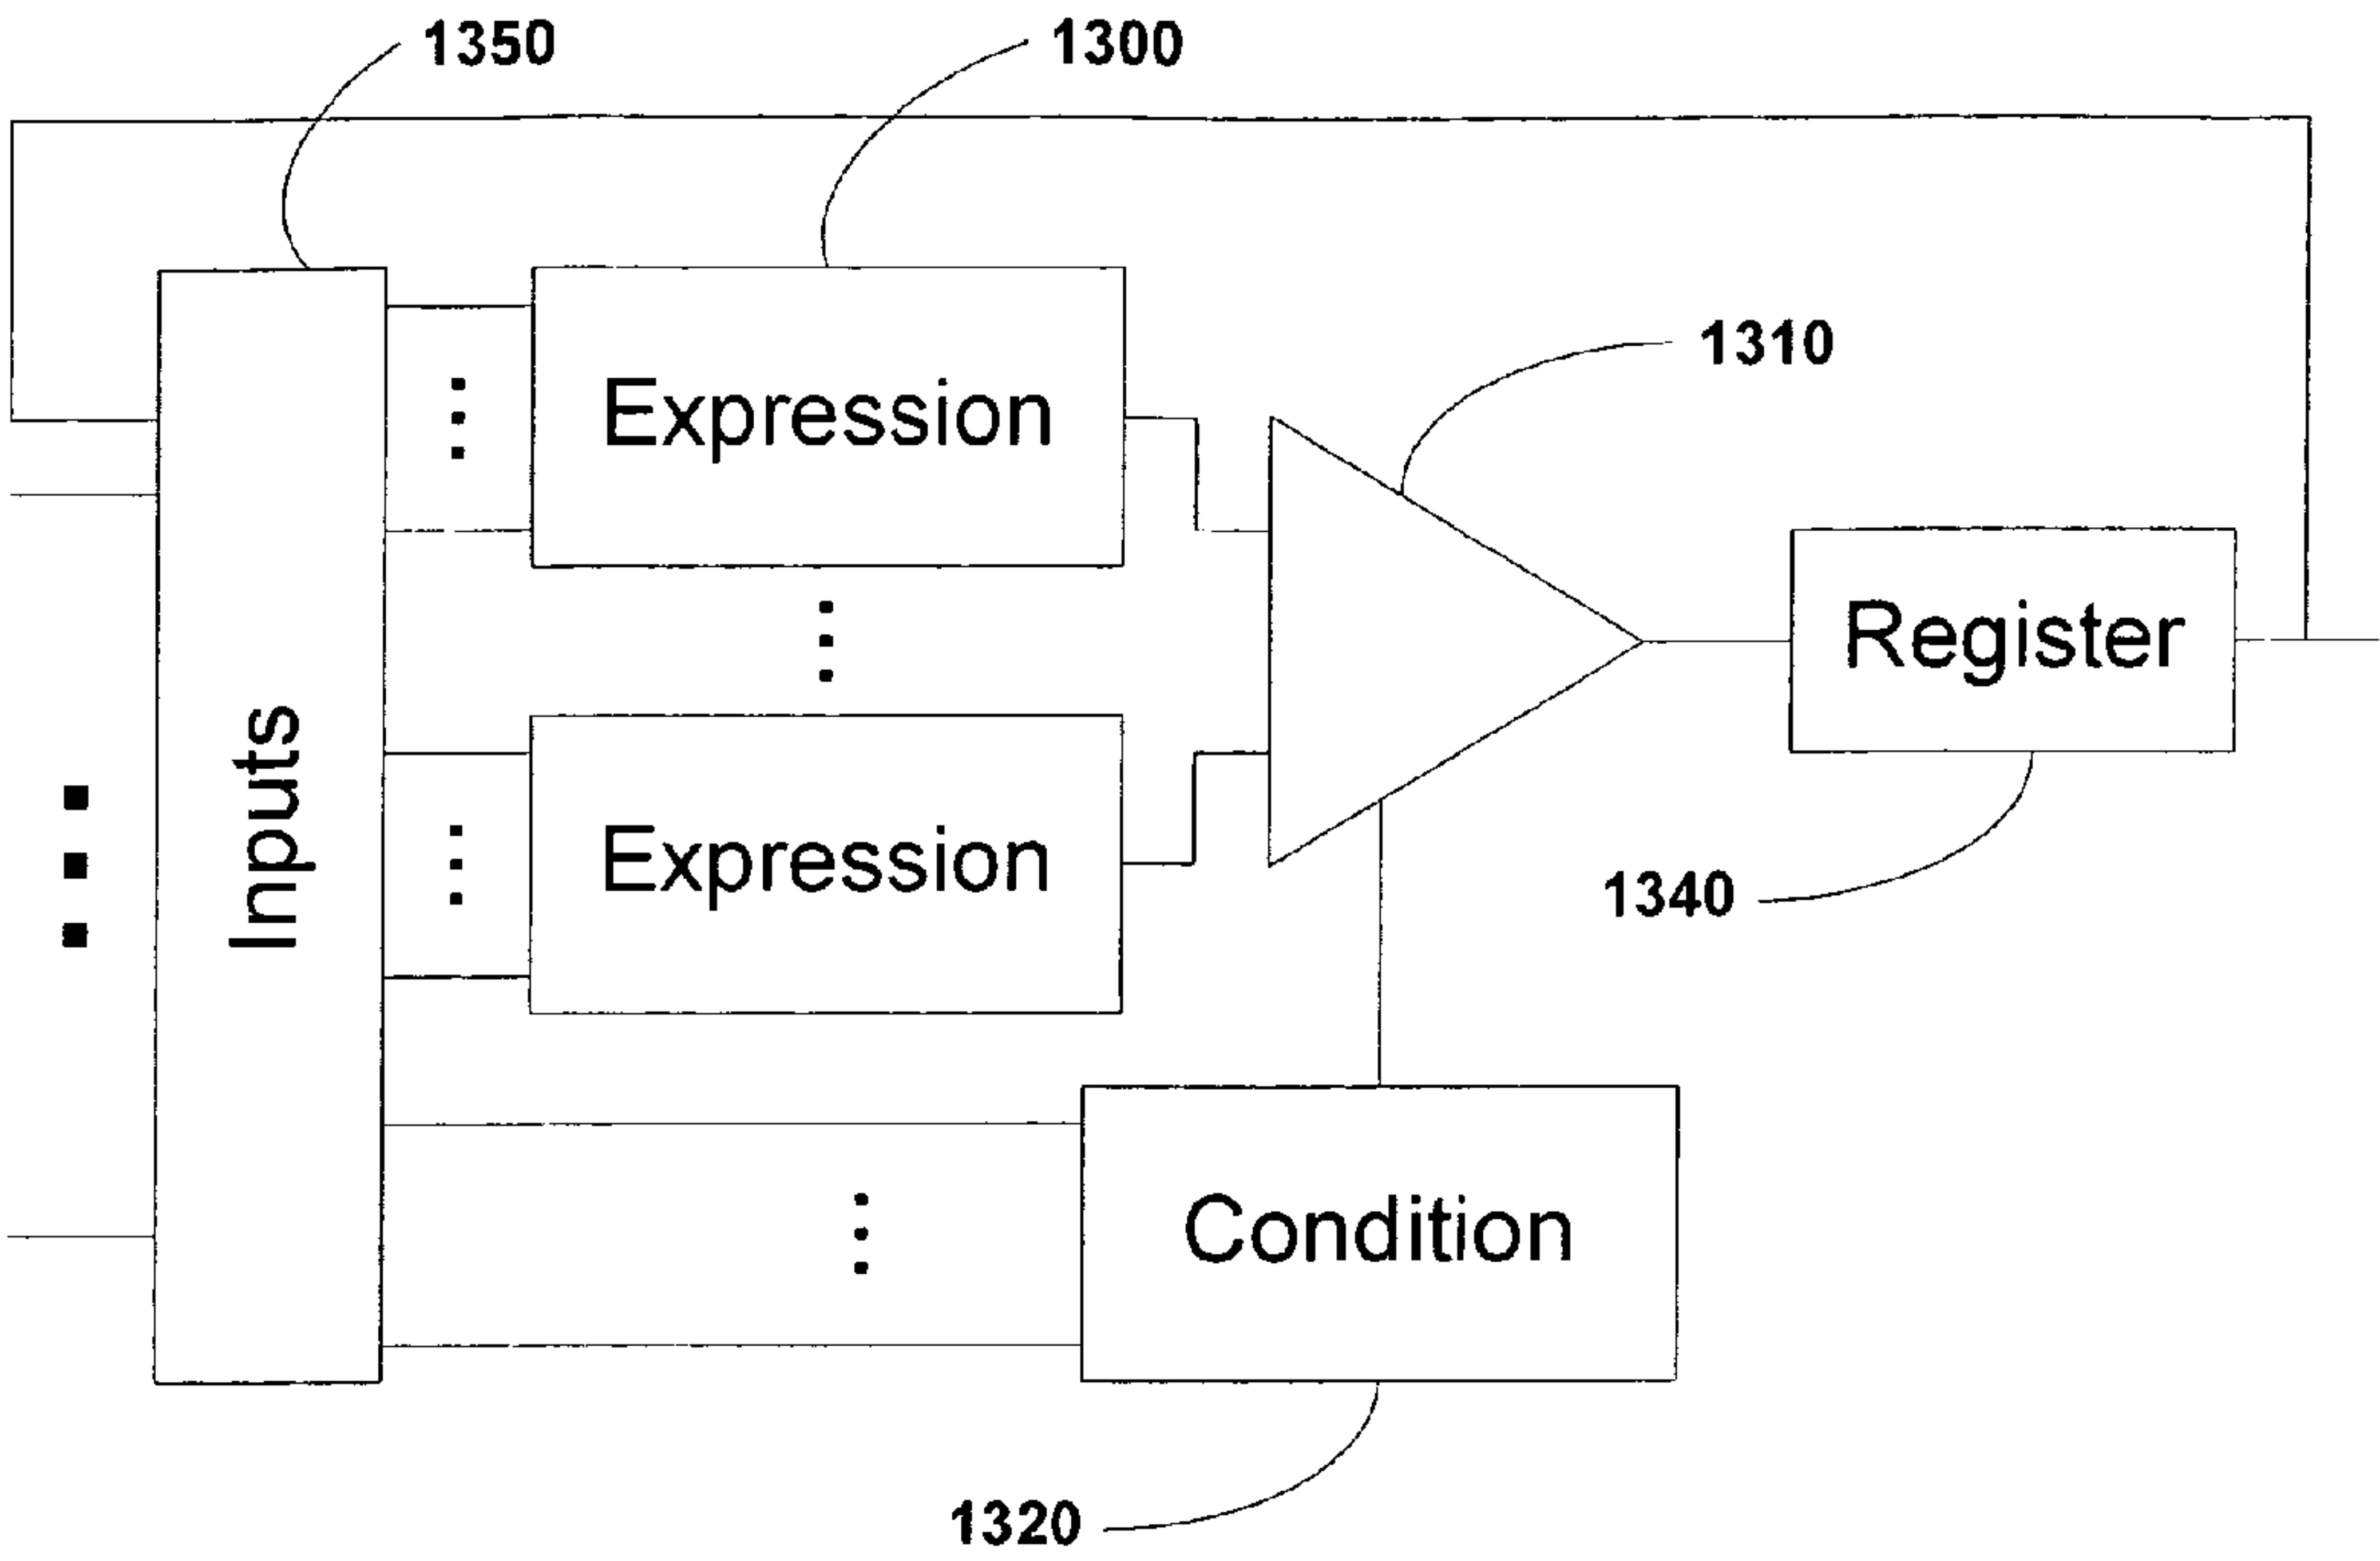 1350
1300
1310
Expression
Register
Inputs
Expression
1340
Condition
1320